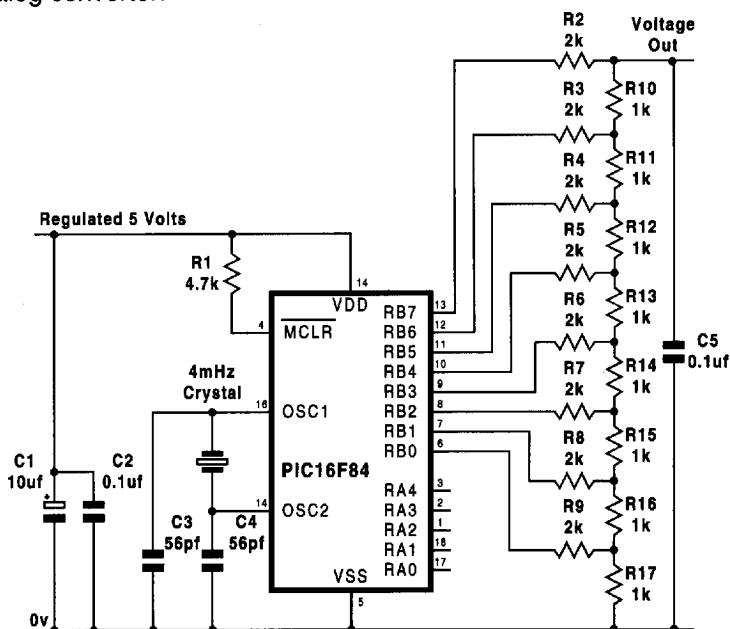 alog converter.
R2
2k
Voltage
Out
R3
2k
R10
1k
R4
2k
R11
1k
Regulated 5 Volts
R5
2k
R12
1k
R1
4.7k
14
VDD
R6
2k
R13
1k
RB7 13
4 MCLR
RB6 12
RB5 11
R7
2k
R14
1k
C5
0.1uf
4mHz
Crystal
RB4 10
RB3 9
16 OSC1
RB2 8
R8
2k
R15
1k
RB1 7
RB0 6
C1
10uf
+
C2
0.1uf
PIC16F84
R9
2k
R16
1k
RA4 3
14 OSC2
RA3 2
C3
56pf
C4
56pf
RA2 1
RA1 18
RA0 17
R17
1k
VSS
5
0v